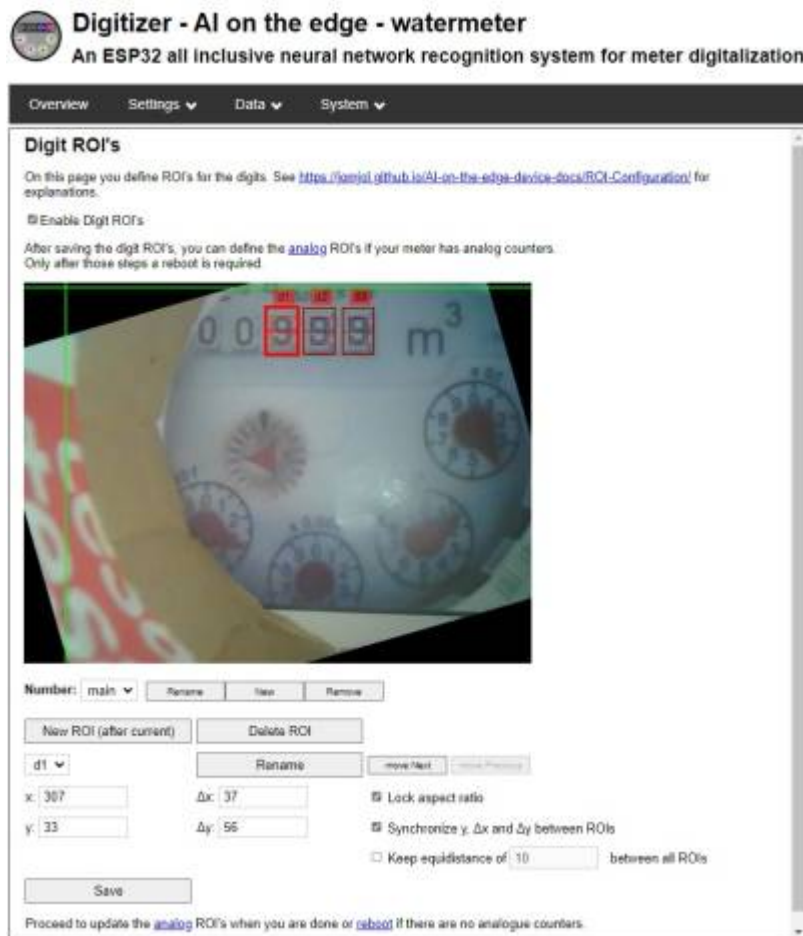 Digitizer - AI on the edge - watermeter
An ESP32 all inclusive neural network recognition system for meter digitalization
Overview Settings Data System
Digit ROI's
On this page you define ROI's for the digits. See https://jomjol.github.io/AI-on-the-edge-device-docs/ROI-Configuration/ for
explanations.
Enable Digit ROI's
After saving the digit ROI's, you can define the analog ROI's if your meter has analog counters.
Only after those steps a reboot is required
d1 d2 d3
0 0 9 9 9 m³
Number: main Rename New Remove
New ROI (after current) Delete ROI
d1 Rename move Next move Previous
x: 307 Δx: 37 Lock aspect ratio
y: 33 Δy: 56 Synchronize y, Δx and Δy between ROIs
Keep equidistance of 10 between all ROIs
Save
Proceed to update the analog ROI's when you are done or reboot if there are no analogue counters.